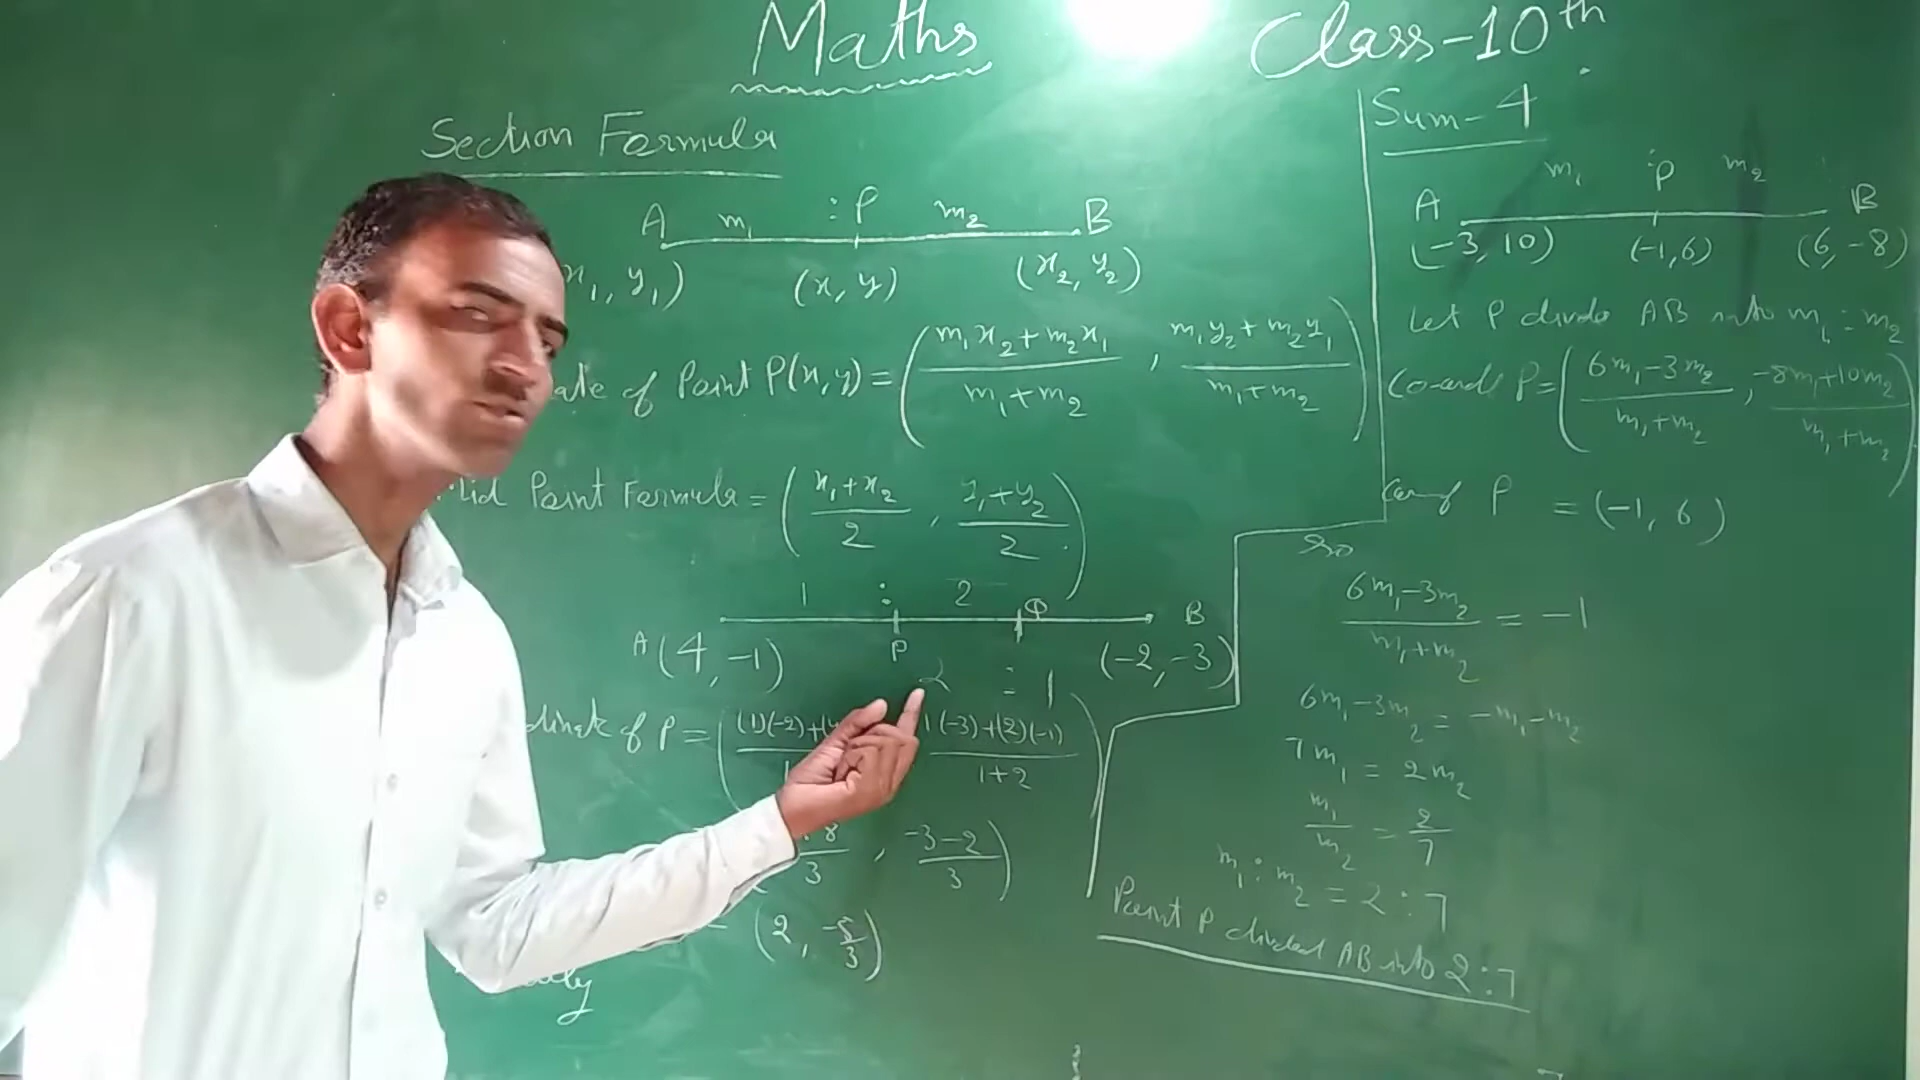 Maths
Class-10th
Section Formula
A m₁ : P m₂ B
x₁, y₁) (x, y) (x₂, y₂)
ate of Point P(x,y) = ( (m₁x₂+m₂x₁)/(m₁+m₂) , (m₁y₂+m₂y₁)/(m₁+m₂) )
Mid Point Formula = ( (x₁+x₂)/2 , (y₁+y₂)/2 )
1 : 2 Q B
A (4, -1) P (-2, -3)
2 : 1
dinate of P = ( (1)(-2)+( / 1 1(-3)+(2)(-1) / 1+2 )
8/3 , (-3-2)/3 )
= (2, -5/3)
Sum-4
m₁ : P m₂
A B
(-3, 10) (-1,6) (6, -8)
Let P divide AB into m₁ : m₂
Co-ord P = ( (6m₁-3m₂)/(m₁+m₂) , (-8m₁+10m₂)/(m₁+m₂) )
P = (-1, 6)
So
(6m₁-3m₂)/(m₁+m₂) = -1
6m₁-3m₂ = -m₁-m₂
7m₁ = 2m₂
m₁/m₂ = 2/7
m₁ : m₂ = 2 : 7
Point P divided AB into 2:7